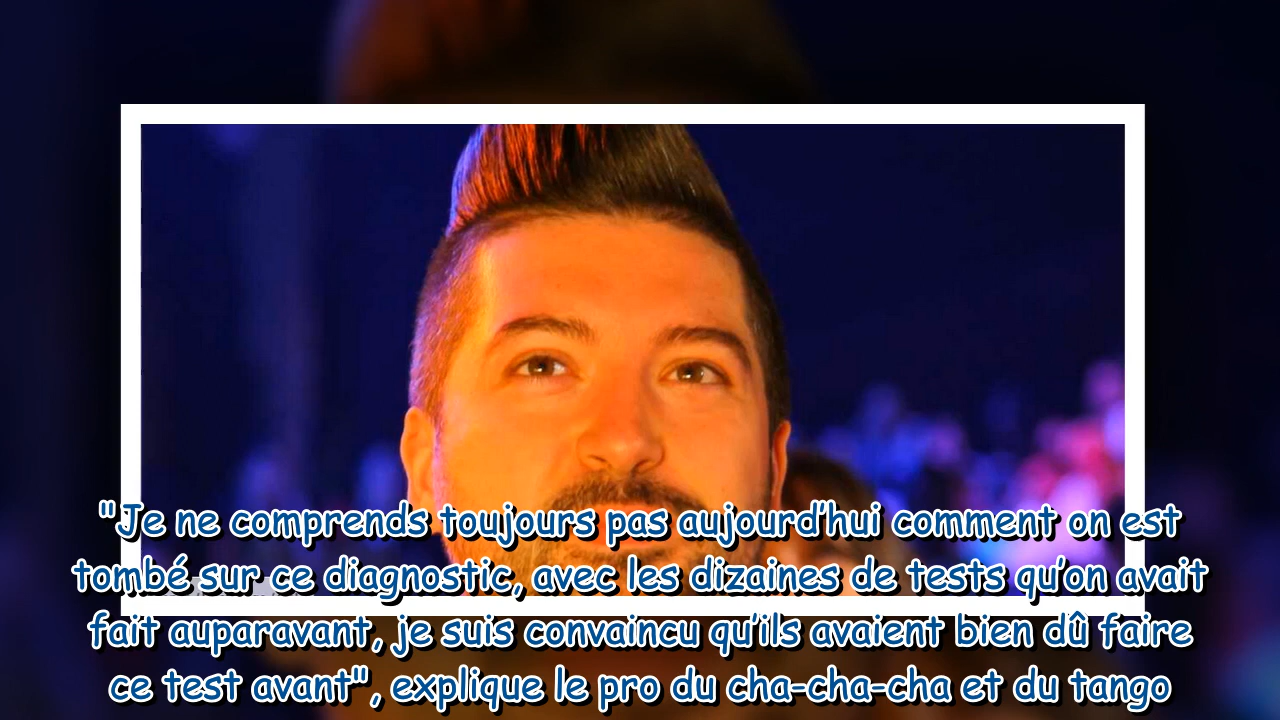 "Je ne comprends toujours pas aujourd'hui comment on est
tombé sur ce diagnostic, avec les dizaines de tests qu'on avait
fait auparavant, je suis convaincu qu'ils avaient bien dû faire
ce test avant", explique le pro du cha-cha-cha et du tango